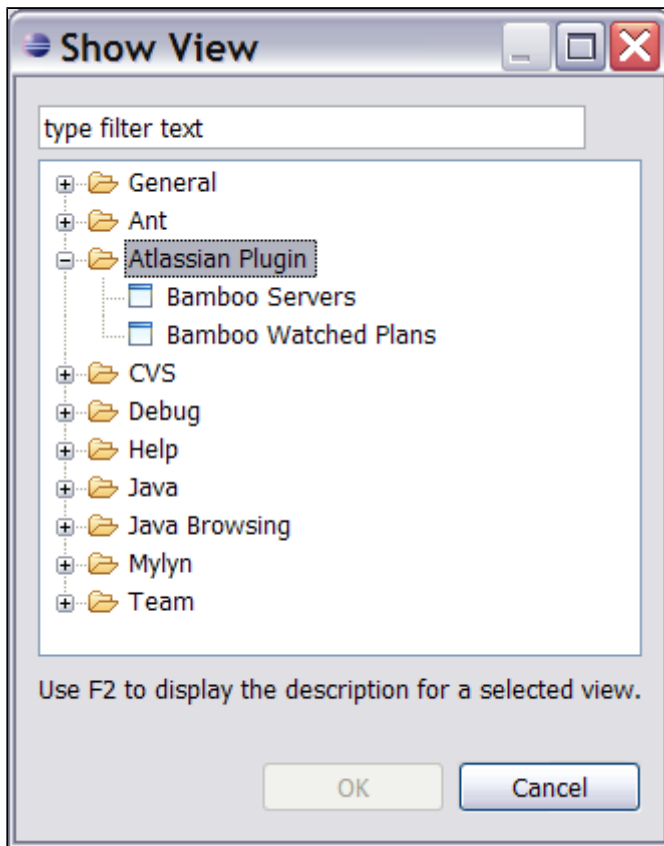 Show View
type filter text
General
Ant
Atlassian Plugin
Bamboo Servers
Bamboo Watched Plans
CVS
Debug
Help
Java
Java Browsing
Mylyn
Team
Use F2 to display the description for a selected view.
OK Cancel